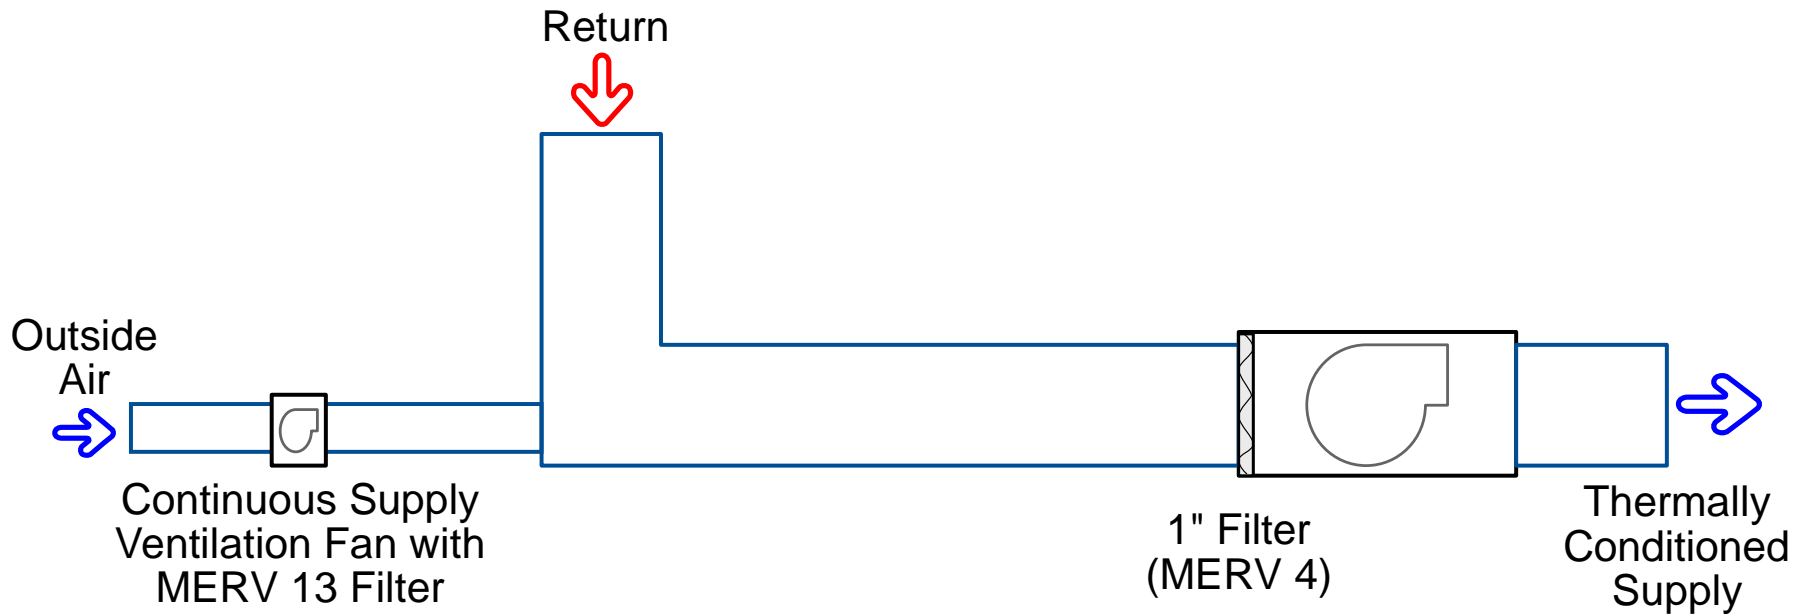 Return
Outside
Air
Continuous Supply
Ventilation Fan with
MERV 13 Filter
1" Filter
(MERV 4)
Thermally
Conditioned
Supply